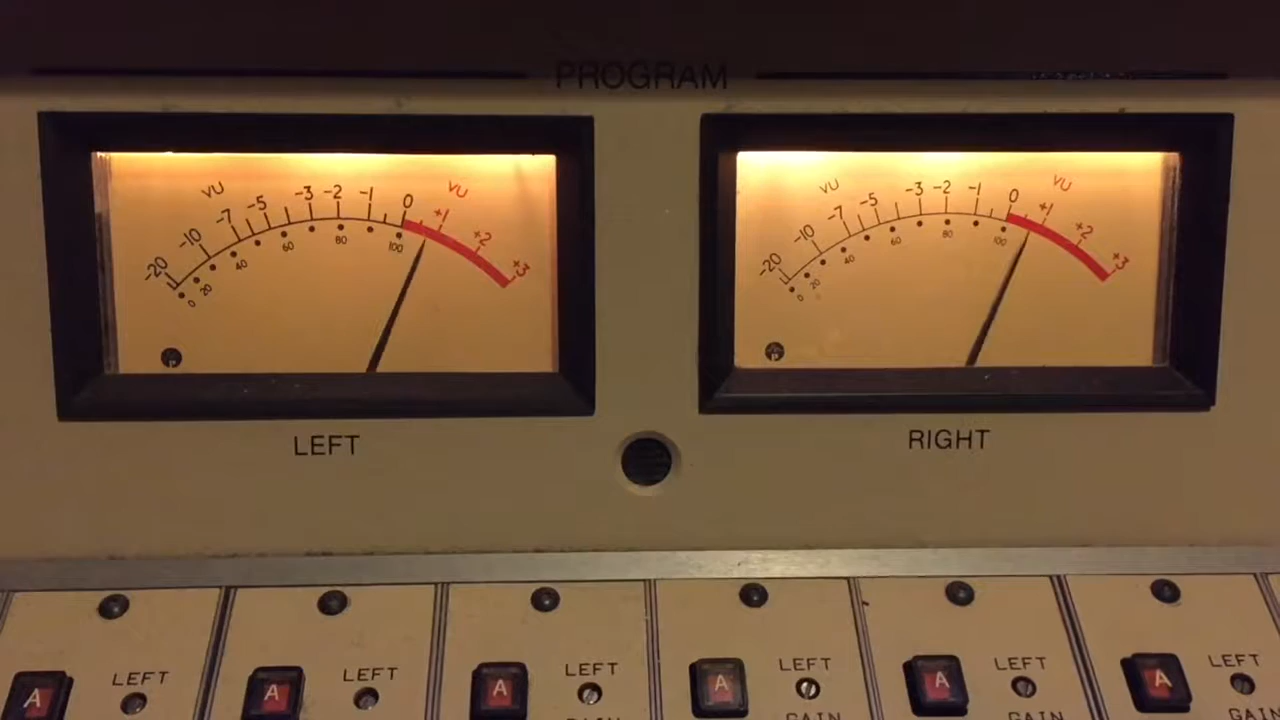 PROGRAM
VU VU
-20 -10 -7 -5 -3 -2 -1 0 +1 +2 +3
0 20 40 60 80 100
VU VU
-20 -10 -7 -5 -3 -2 -1 0 +1 +2 +3
0 20 40 60 80 100
LEFT
RIGHT
A LEFT
A LEFT
A LEFT
GAIN
A LEFT
GAIN
A LEFT
GAIN
A LEFT
GAIN